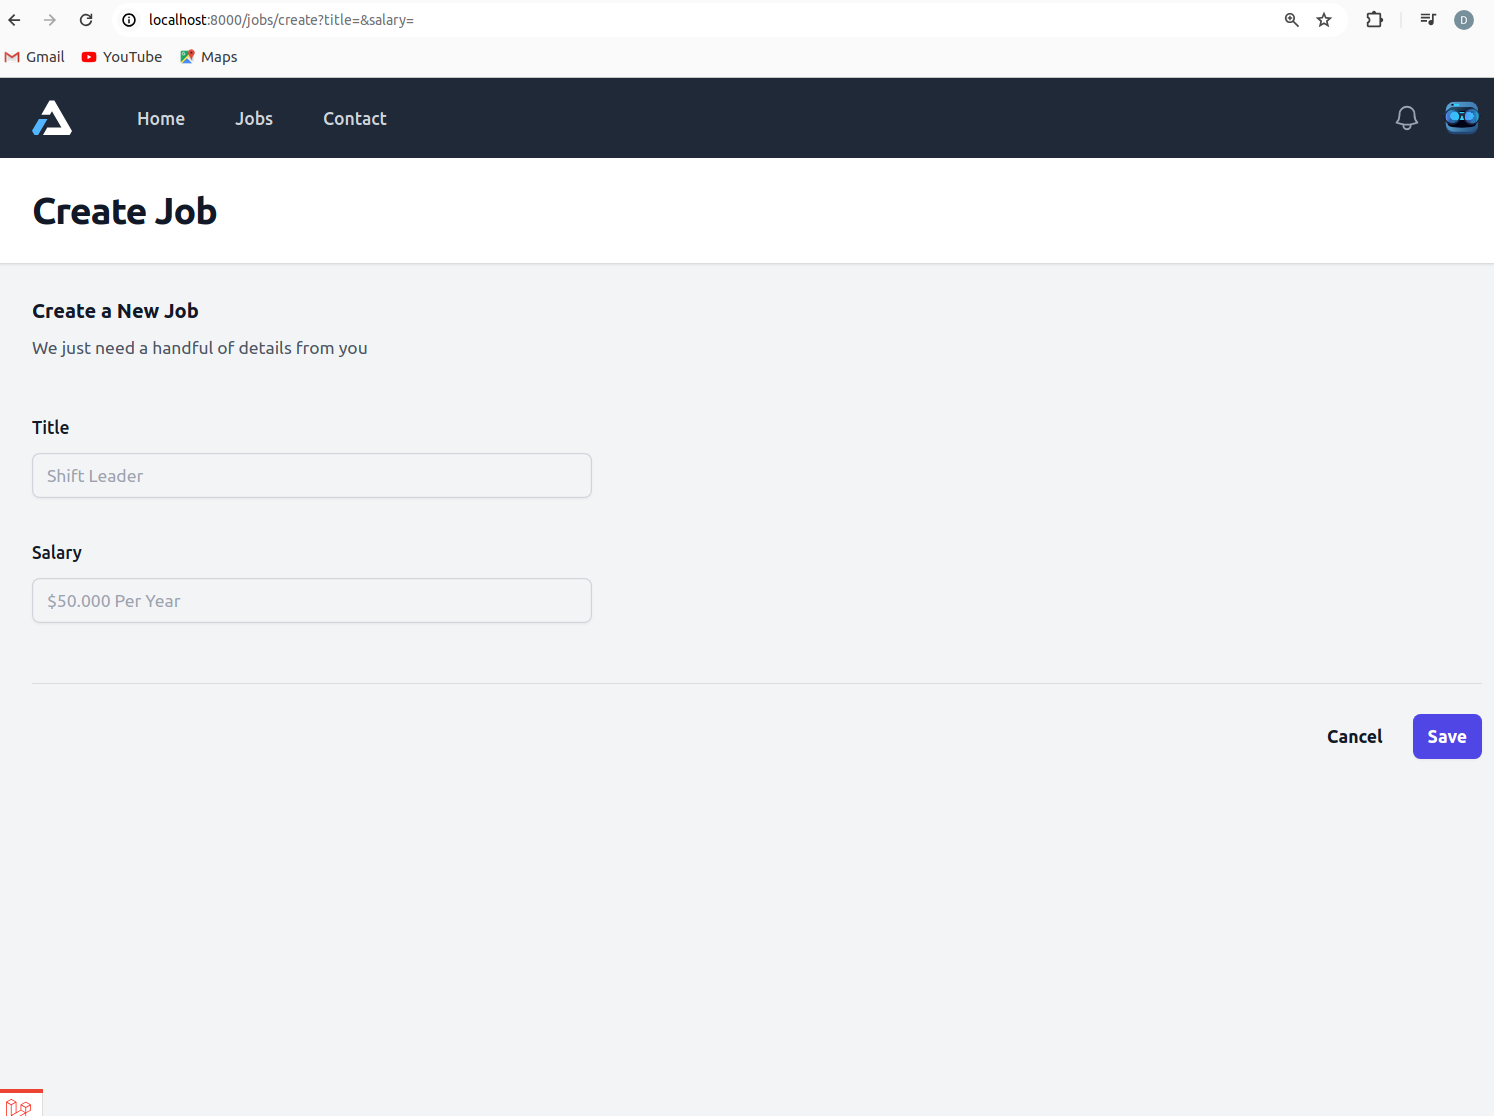 localhost:8000/jobs/create?title=&salary=
D
Gmail YouTube Maps
Home Jobs Contact
Create Job
Create a New Job
We just need a handful of details from you
Title
Shift Leader
Salary
$50.000 Per Year
Cancel Save